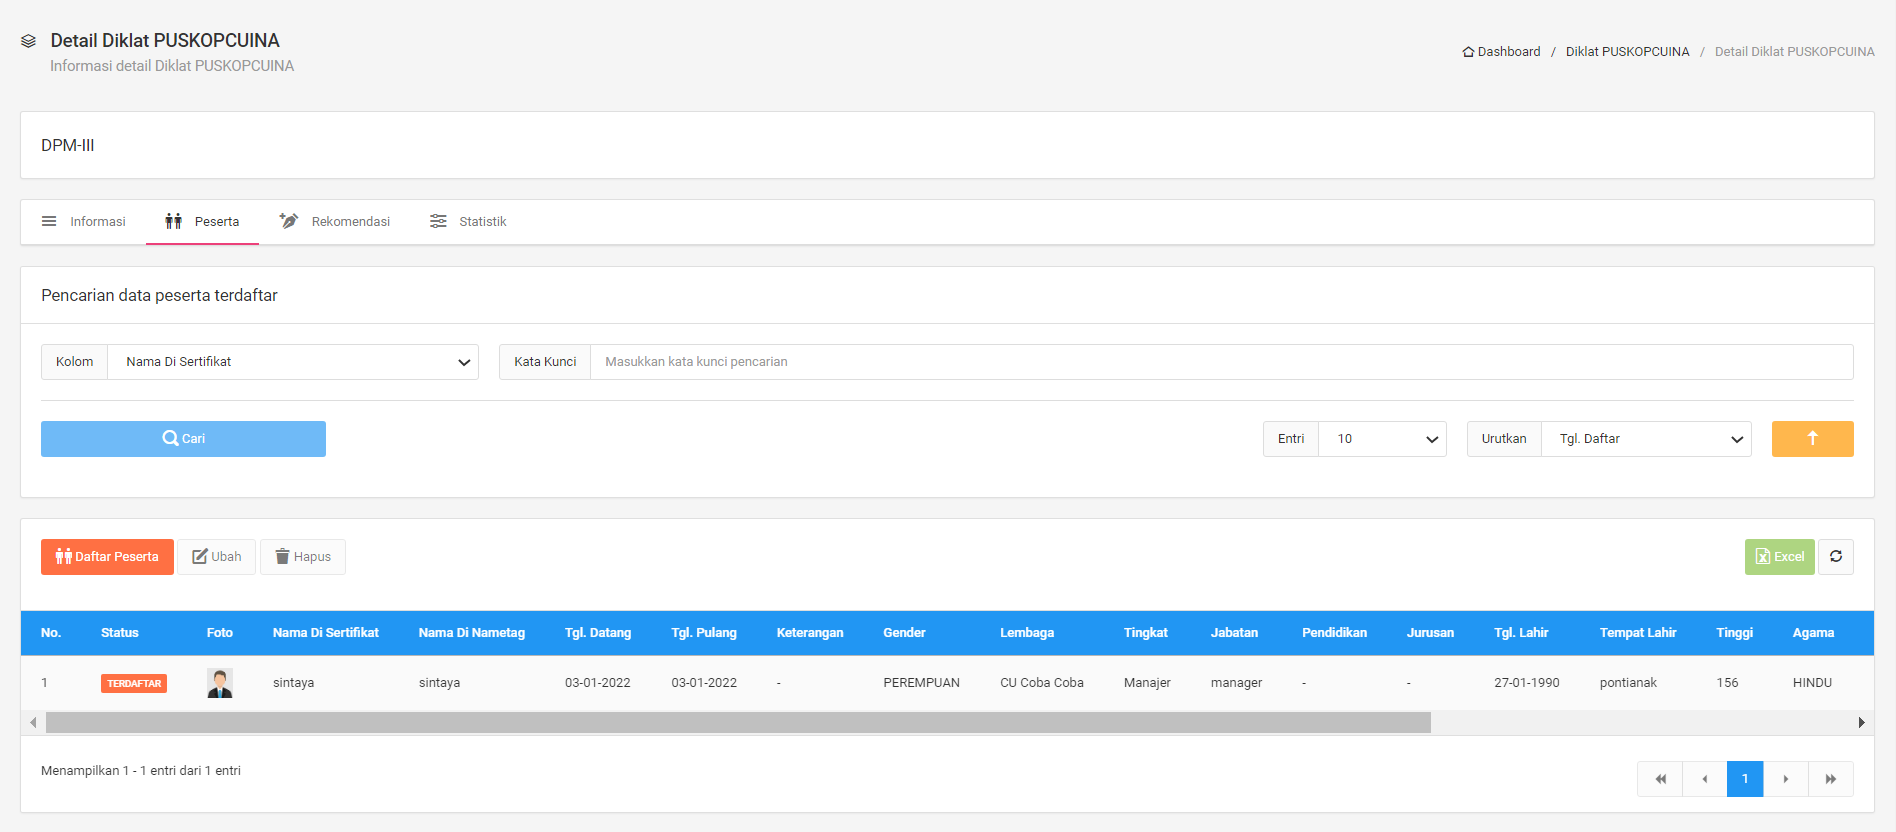 Detail Diklat PUSKOPCUINA
Informasi detail Diklat PUSKOPCUINA
Dashboard / Diklat PUSKOPCUINA / Detail Diklat PUSKOPCUINA
DPM-III
Informasi Peserta Rekomendasi Statistik
Pencarian data peserta terdaftar
Kolom Nama Di Sertifikat Kata Kunci Masukkan kata kunci pencarian
Cari Entri 10 Urutkan Tgl. Daftar
Daftar Peserta Ubah Hapus Excel
No. Status Foto Nama Di Sertifikat Nama Di Nametag Tgl. Datang Tgl. Pulang Keterangan Gender Lembaga Tingkat Jabatan Pendidikan Jurusan Tgl. Lahir Tempat Lahir Tinggi Agama
1 TERDAFTAR sintaya sintaya 03-01-2022 03-01-2022 - PEREMPUAN CU Coba Coba Manajer manager - - 27-01-1990 pontianak 156 HINDU
Menampilkan 1 - 1 entri dari 1 entri
1